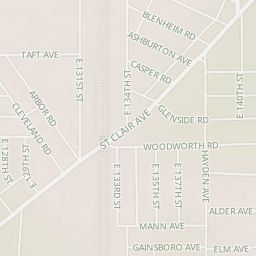 BLENHEIM RD
ASHBURTON AVE
TAFT AVE
CASPER RD
E 131ST ST
E 134TH ST
E 140TH ST
ARBOR RD
CLEVELAND RD
GLENSIDE RD
ST CLAIR AVE
WOODWORTH RD
E 128TH ST
E 129TH ST
E 133RD ST
E 135TH ST
E 137TH ST
HAYDEN AVE
ALDER AVE
MANN AVE
GAINSBORO AVE
ELM AVE